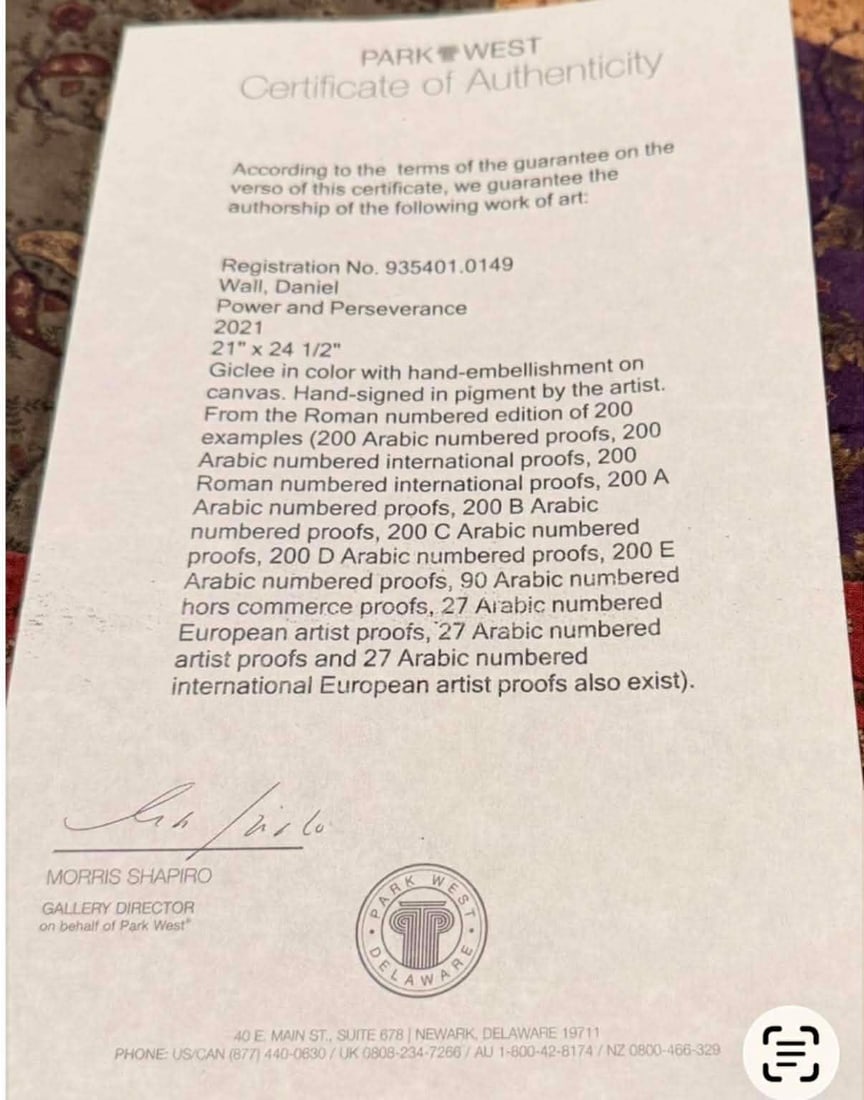 PARK WEST
Certificate of Authenticity
According to the terms of the guarantee on the
verso of this certificate, we guarantee the
authorship of the following work of art:
Registration No. 935401.0149
Wall, Daniel
Power and Perseverance
2021
21" x 24 1/2"
Giclee in color with hand-embellishment on
canvas. Hand-signed in pigment by the artist.
From the Roman numbered edition of 200
examples (200 Arabic numbered proofs, 200
Arabic numbered international proofs, 200
Roman numbered international proofs, 200 A
Arabic numbered proofs, 200 B Arabic
numbered proofs, 200 C Arabic numbered
proofs, 200 D Arabic numbered proofs, 200 E
Arabic numbered proofs, 90 Arabic numbered
hors commerce proofs, 27 Arabic numbered
European artist proofs, 27 Arabic numbered
artist proofs and 27 Arabic numbered
international European artist proofs also exist).
MORRIS SHAPIRO
GALLERY DIRECTOR
on behalf of Park West®
PARK WEST
DELAWARE
40 E. MAIN ST., SUITE 678 | NEWARK, DELAWARE 19711
PHONE: US/CAN (877) 440-0630 / UK 0808-234-7266 / AU 1-800-42-8174 / NZ 0800-466-329